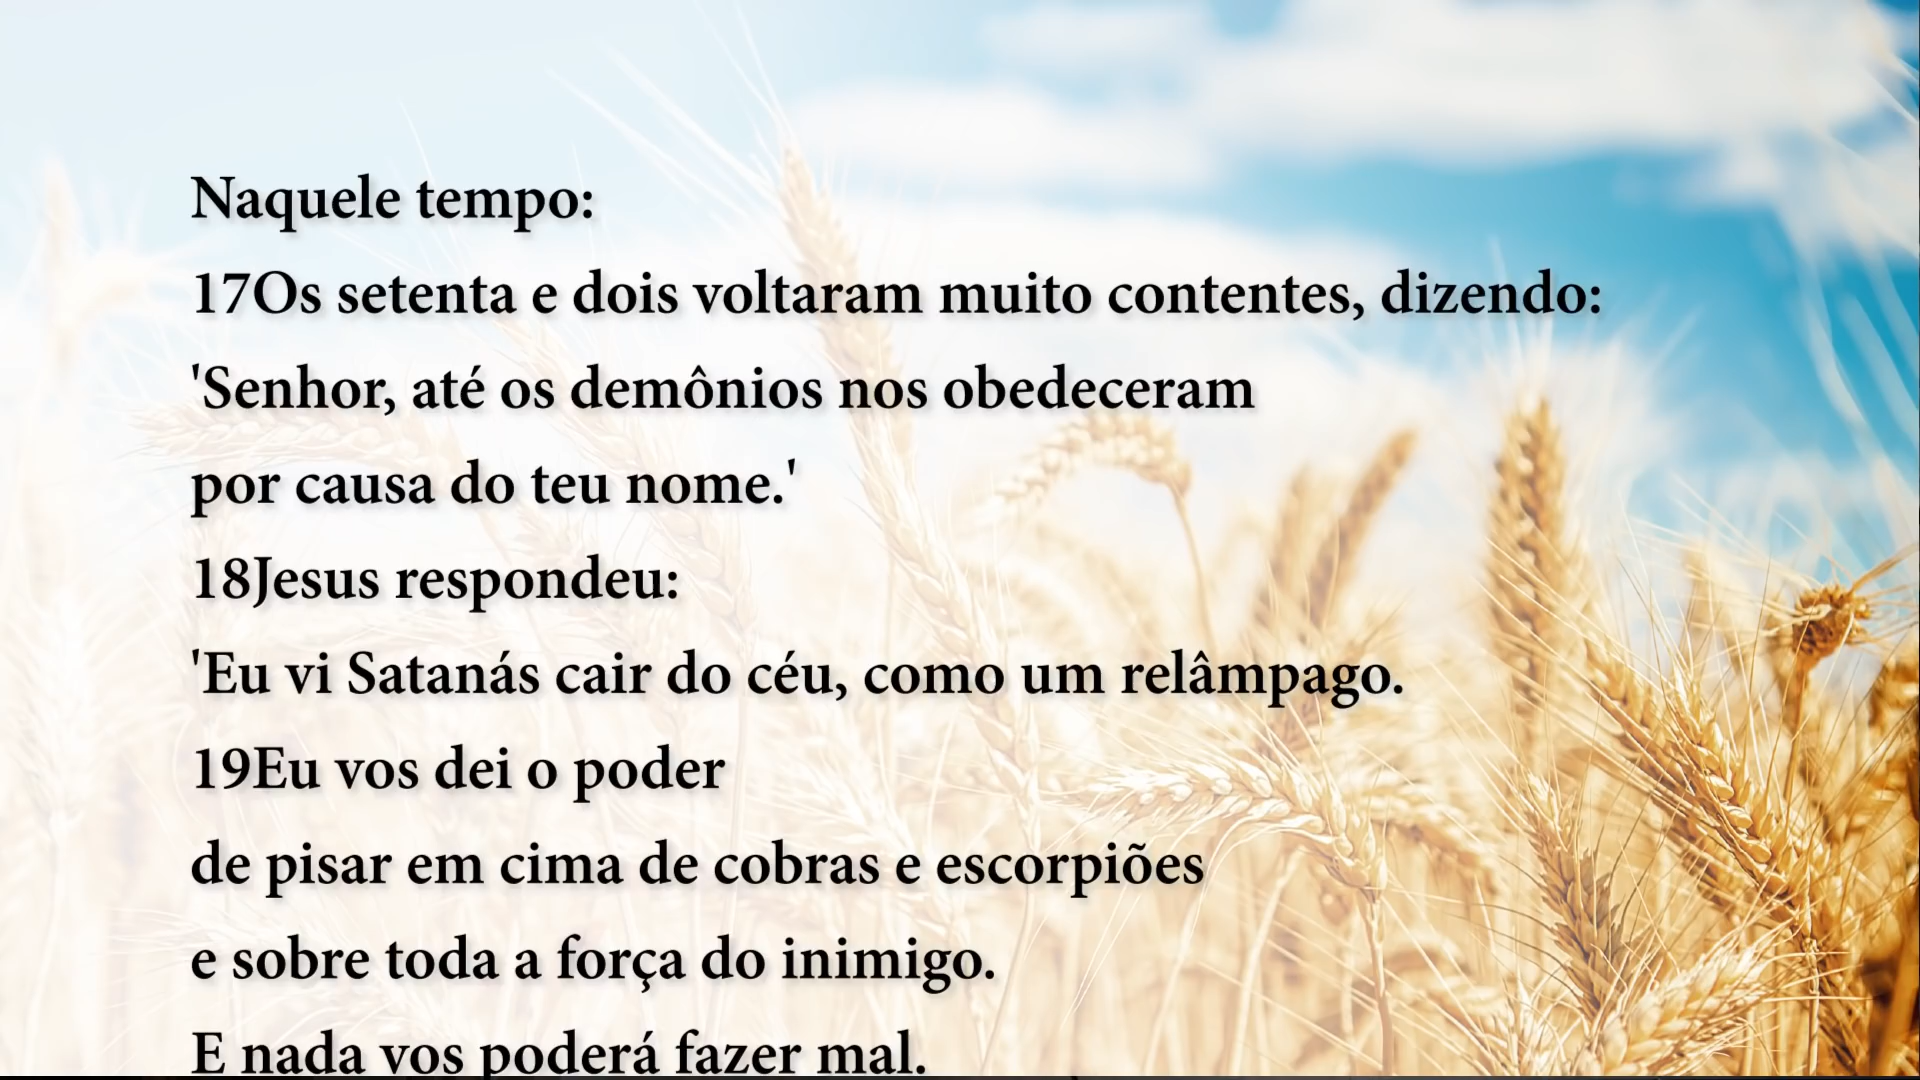 Naquele tempo:
17Os setenta e dois voltaram muito contentes, dizendo:
'Senhor, até os demônios nos obedeceram
por causa do teu nome.'
18Jesus respondeu:
'Eu vi Satanás cair do céu, como um relâmpago.
19Eu vos dei o poder
de pisar em cima de cobras e escorpiões
e sobre toda a força do inimigo.
E nada vos poderá fazer mal.